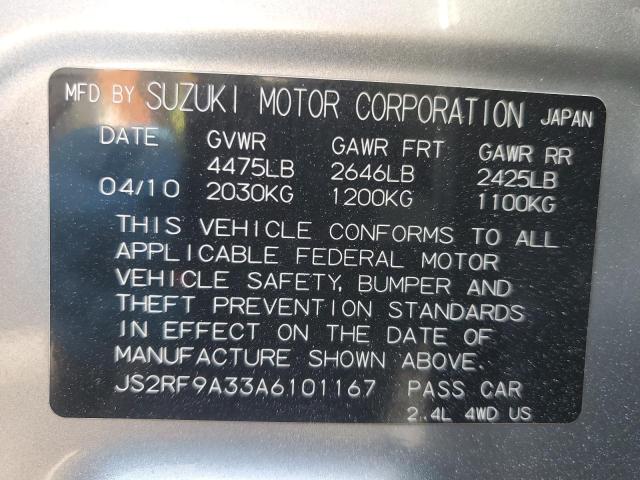 MFD BY SUZUKI MOTOR CORPORATION JAPAN
DATE GVWR GAWR FRT GAWR RR
4475LB 2646LB 2425LB
04/10 2030KG 1200KG 1100KG
THIS VEHICLE CONFORMS TO ALL
APPLICABLE FEDERAL MOTOR
VEHICLE SAFETY, BUMPER AND
THEFT PREVENTION STANDARDS
IN EFFECT ON THE DATE OF
MANUFACTURE SHOWN ABOVE.
JS2RF9A33A6101167 PASS CAR
2.4L 4WD US